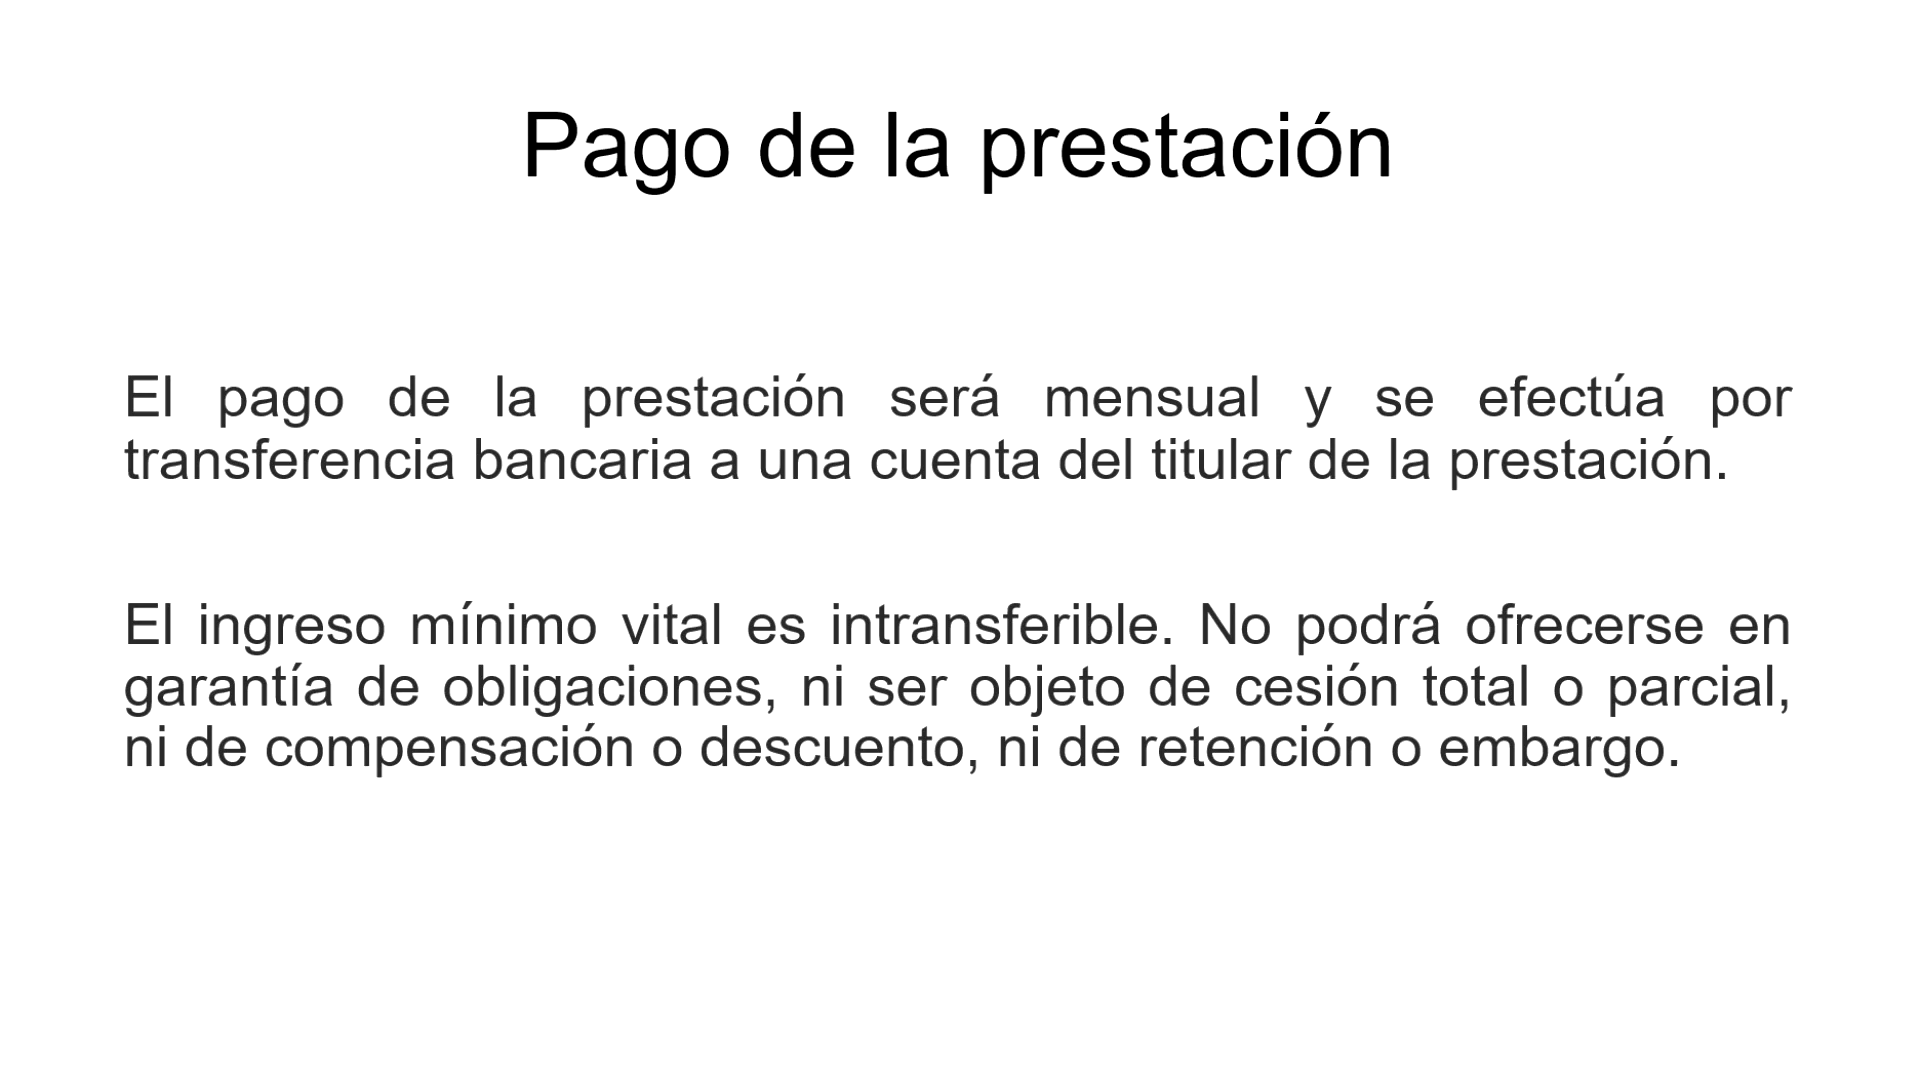 Pago de la prestación
El pago de la prestación será mensual y se efectúa por
transferencia bancaria a una cuenta del titular de la prestación.
El ingreso mínimo vital es intransferible. No podrá ofrecerse en
garantía de obligaciones, ni ser objeto de cesión total o parcial,
ni de compensación o descuento, ni de retención o embargo.